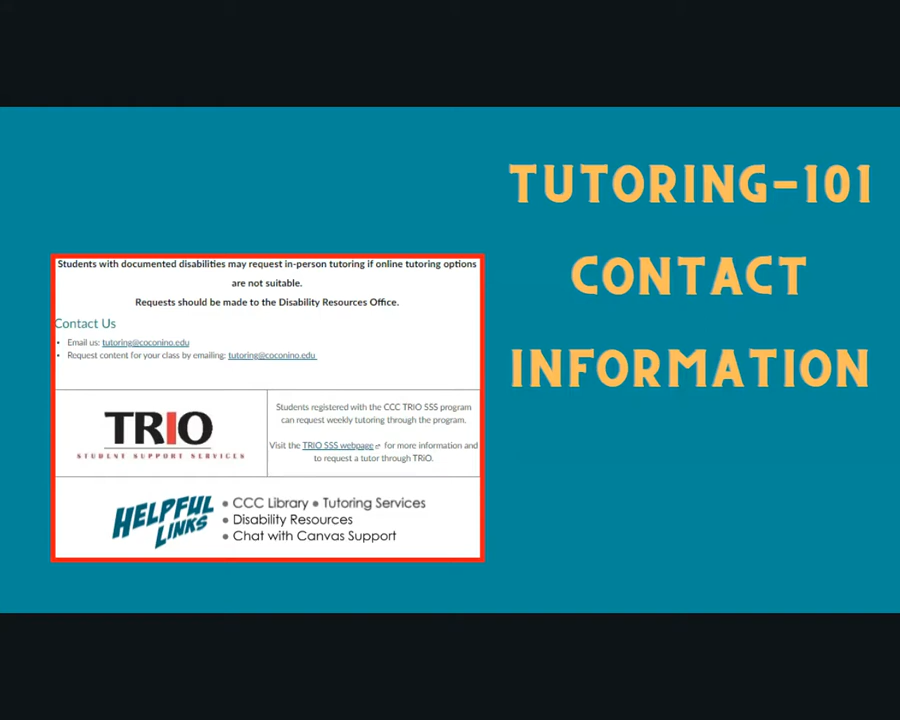 TUTORING-101
CONTACT
INFORMATION
Students with documented disabilities may request in-person tutoring if online tutoring options
are not suitable.
Requests should be made to the Disability Resources Office.
Contact Us
• Email us: tutoring@coconino.edu
• Request content for your class by emailing: tutoring@coconino.edu
TRIO
STUDENT SUPPORT SERVICES
Students registered with the CCC TRIO SSS program
can request weekly tutoring through the program.
Visit the TRIO SSS webpage for more information and
to request a tutor through TRiO.
HELPFUL
LINKS
• CCC Library • Tutoring Services
• Disability Resources
• Chat with Canvas Support